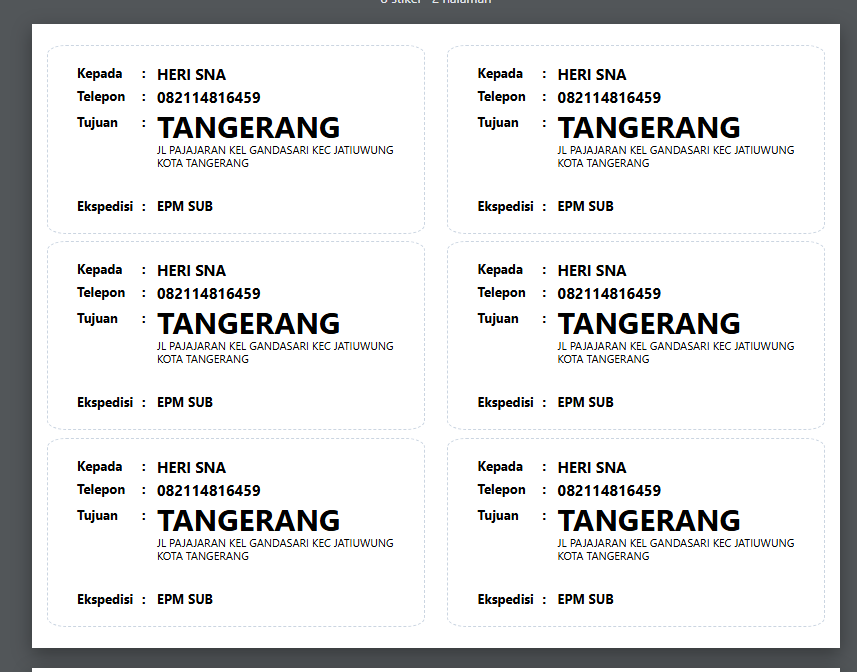 Kepada : HERI SNA
Telepon : 082114816459
Tujuan : TANGERANG
JL PAJAJARAN KEL GANDASARI KEC JATIUWUNG
KOTA TANGERANG
Ekspedisi : EPM SUB
Kepada : HERI SNA
Telepon : 082114816459
Tujuan : TANGERANG
JL PAJAJARAN KEL GANDASARI KEC JATIUWUNG
KOTA TANGERANG
Ekspedisi : EPM SUB
Kepada : HERI SNA
Telepon : 082114816459
Tujuan : TANGERANG
JL PAJAJARAN KEL GANDASARI KEC JATIUWUNG
KOTA TANGERANG
Ekspedisi : EPM SUB
Kepada : HERI SNA
Telepon : 082114816459
Tujuan : TANGERANG
JL PAJAJARAN KEL GANDASARI KEC JATIUWUNG
KOTA TANGERANG
Ekspedisi : EPM SUB
Kepada : HERI SNA
Telepon : 082114816459
Tujuan : TANGERANG
JL PAJAJARAN KEL GANDASARI KEC JATIUWUNG
KOTA TANGERANG
Ekspedisi : EPM SUB
Kepada : HERI SNA
Telepon : 082114816459
Tujuan : TANGERANG
JL PAJAJARAN KEL GANDASARI KEC JATIUWUNG
KOTA TANGERANG
Ekspedisi : EPM SUB